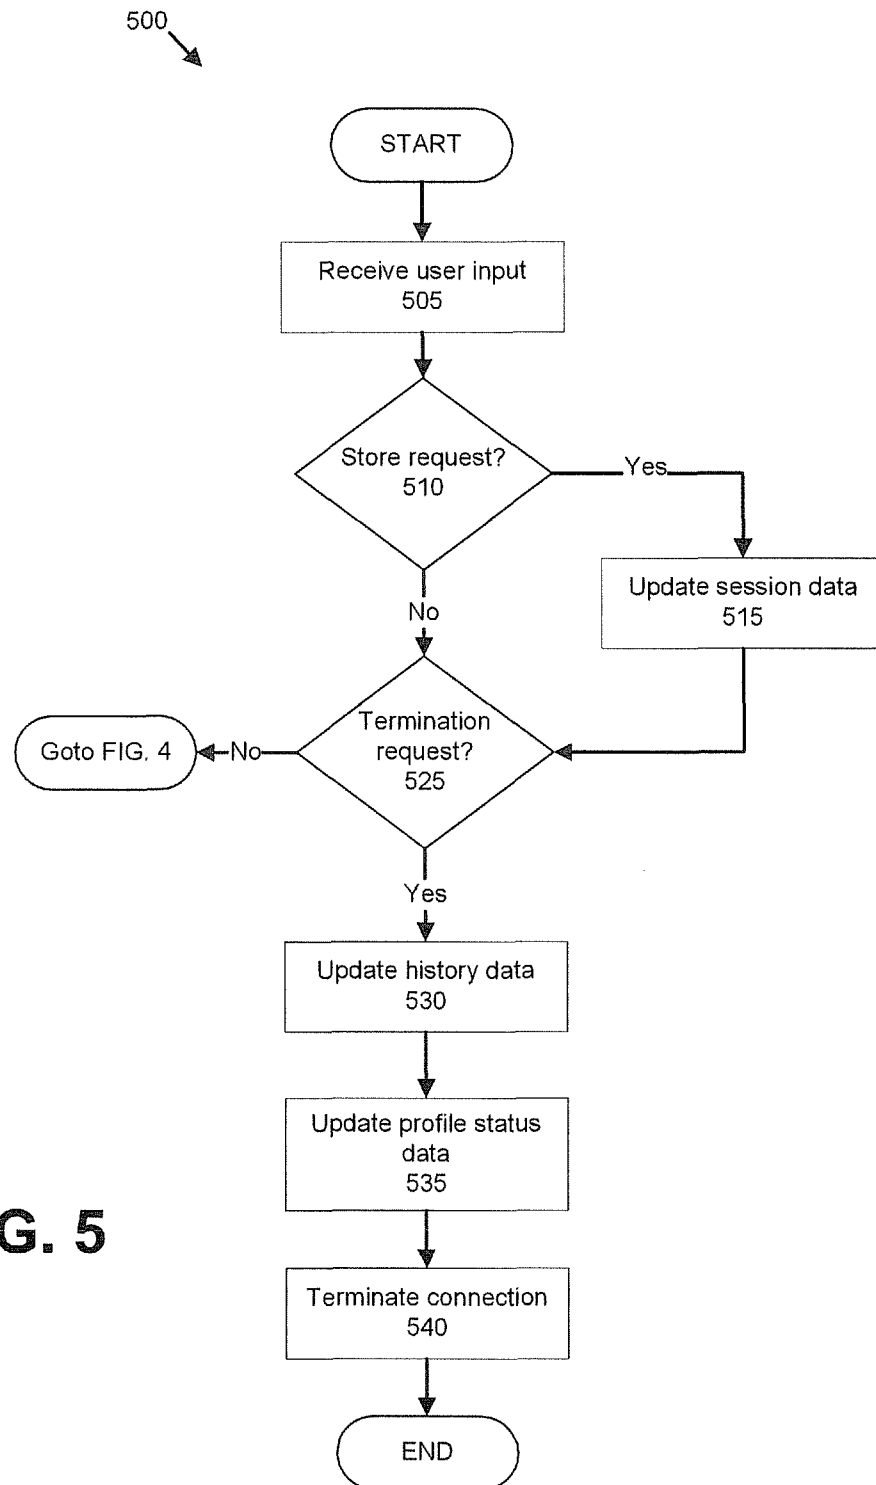 500
START
Receive user input
505
Store request?
510
Yes
Update session data
515
No
Termination
request?
525
No
Goto FIG. 4
Yes
Update history data
530
Update profile status
data
535
G. 5
Terminate connection
540
END